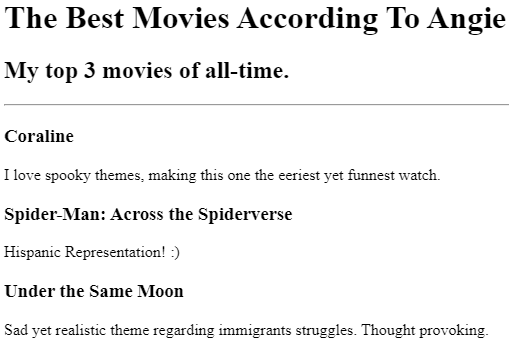 The Best Movies According To Angie
My top 3 movies of all-time.
Coraline
I love spooky themes, making this one the eeriest yet funnest watch.
Spider-Man: Across the Spiderverse
Hispanic Representation! :)
Under the Same Moon
Sad yet realistic theme regarding immigrants struggles. Thought provoking.